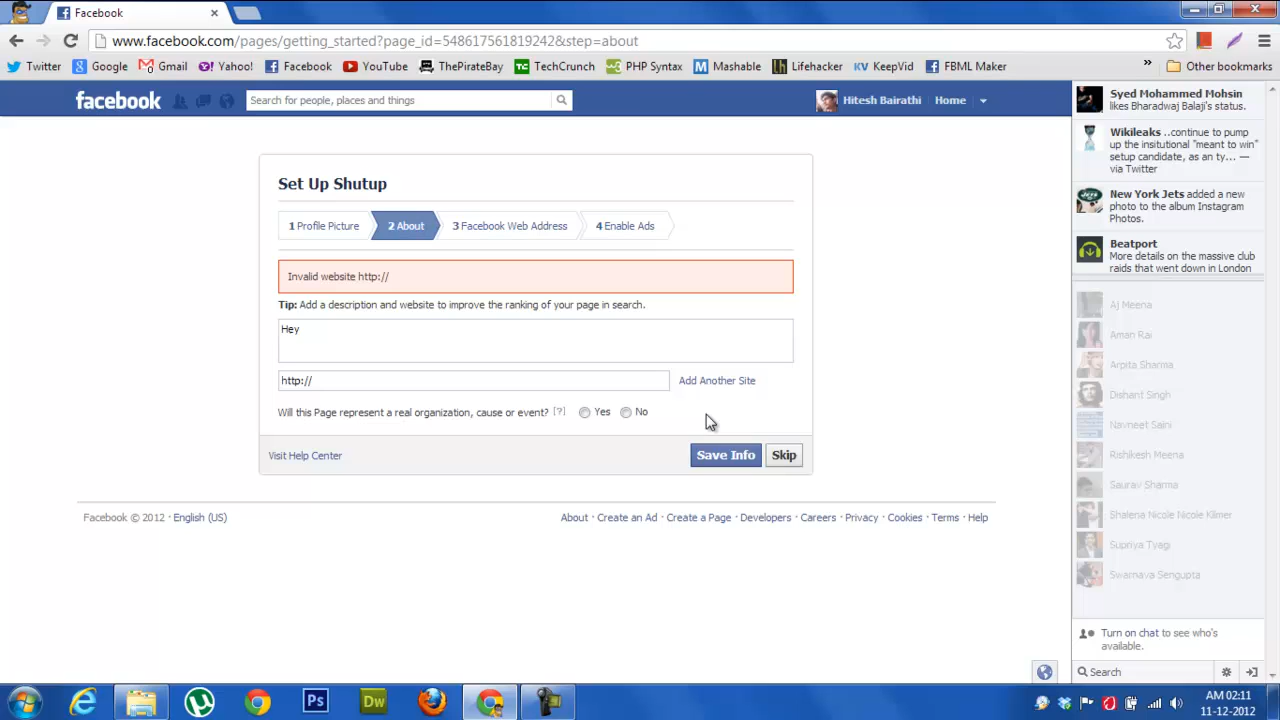 Facebook
www.facebook.com/pages/getting_started?page_id=548617561819242&step=about
Twitter Google Gmail Yahoo! Facebook YouTube ThePirateBay TechCrunch PHP Syntax Mashable Lifehacker KeepVid FBML Maker » Other bookmarks
facebook
Search for people, places and things
Hitesh Bairathi Home
Set Up Shutup
1 Profile Picture 2 About 3 Facebook Web Address 4 Enable Ads
Invalid website http://
Tip: Add a description and website to improve the ranking of your page in search.
Hey
http:// Add Another Site
Will this Page represent a real organization, cause or event? [?] Yes No
Visit Help Center Save Info Skip
Facebook © 2012 · English (US)
About · Create an Ad · Create a Page · Developers · Careers · Privacy · Cookies · Terms · Help
Syed Mohammed Mohsin
likes Bharadwaj Balaji's status.
Wikileaks ..continue to pump
up the insitutional "meant to win"
setup candidate, as an ty... —
via Twitter
New York Jets added a new
photo to the album Instagram
Photos.
Beatport
More details on the massive club
raids that went down in London
Aj Meena
Aman Rai
Arpita Sharma
Dishant Singh
Navneet Saini
Rishikesh Meena
Saurav Sharma
Shalena Nicole Nicole Kilmer
Supriya Tyagi
Swarnava Sengupta
Turn on chat to see who's
available.
Search
Ps Dw
AM 02:11
11-12-2012